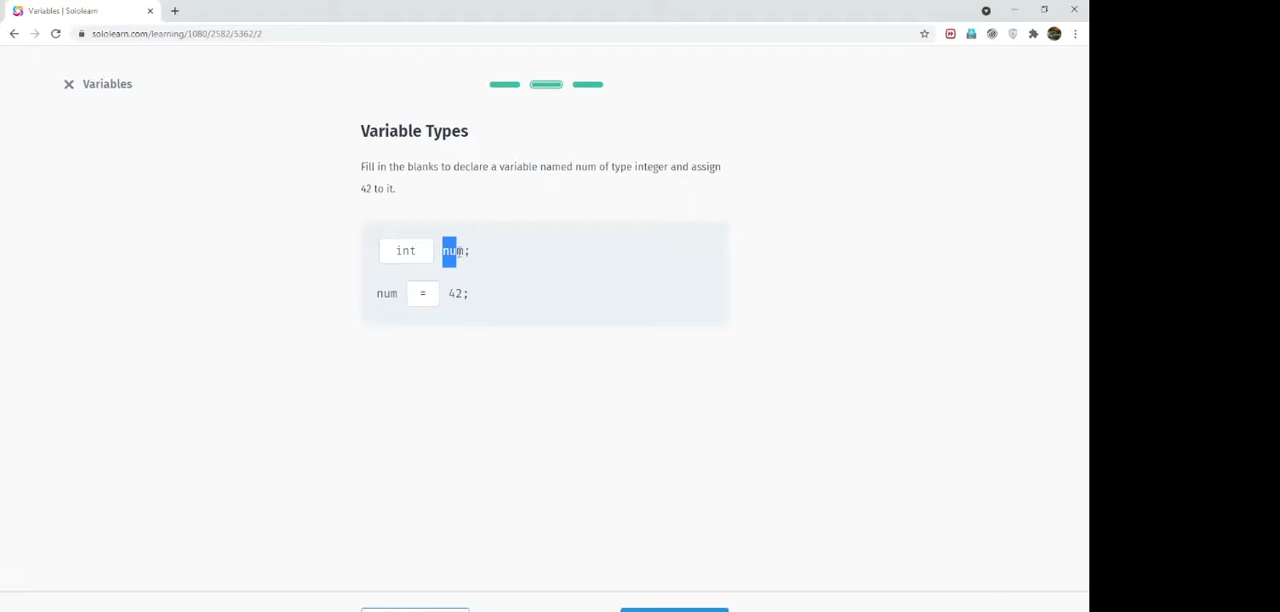 Variables | Sololearn
sololearn.com/learning/1080/2582/5362/2
Variables
Variable Types
Fill in the blanks to declare a variable named num of type integer and assign
42 to it.
int num;
num = 42;